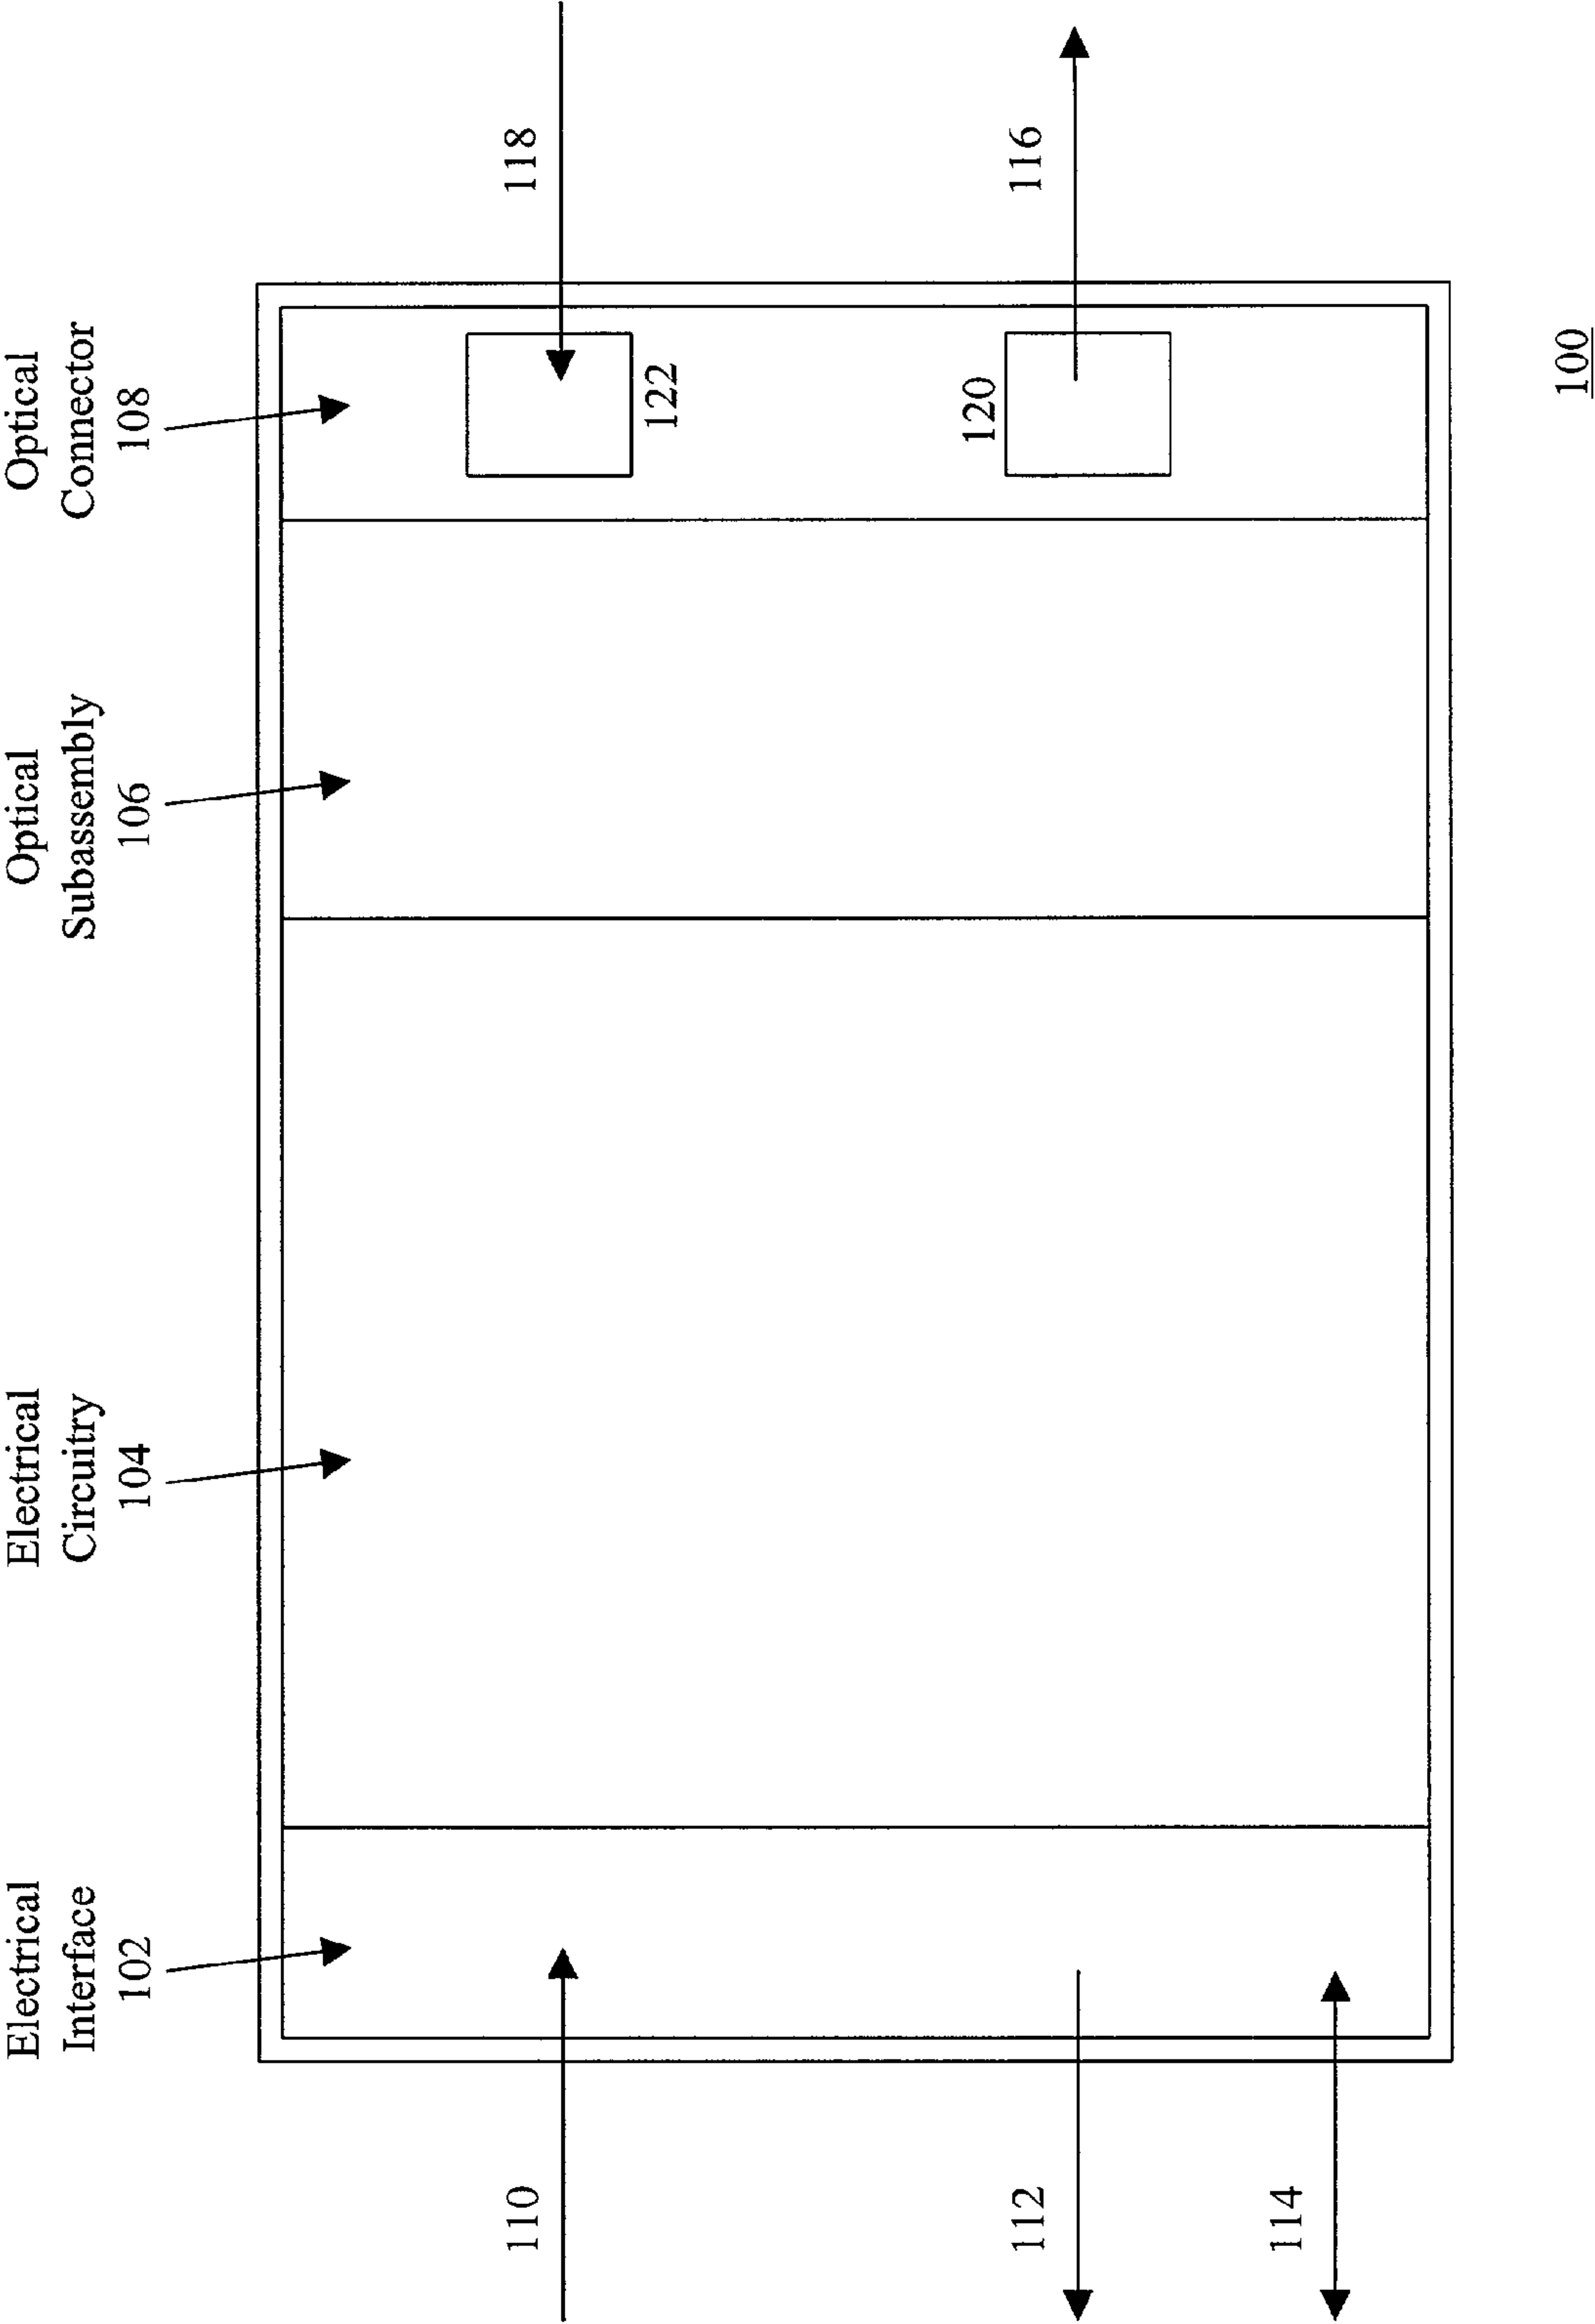 Electrical
Interface
102
Electrical
Circuitry
104
Optical
Subassembly
106
Optical
Connector
108
110
118
122
112
120
116
114
100